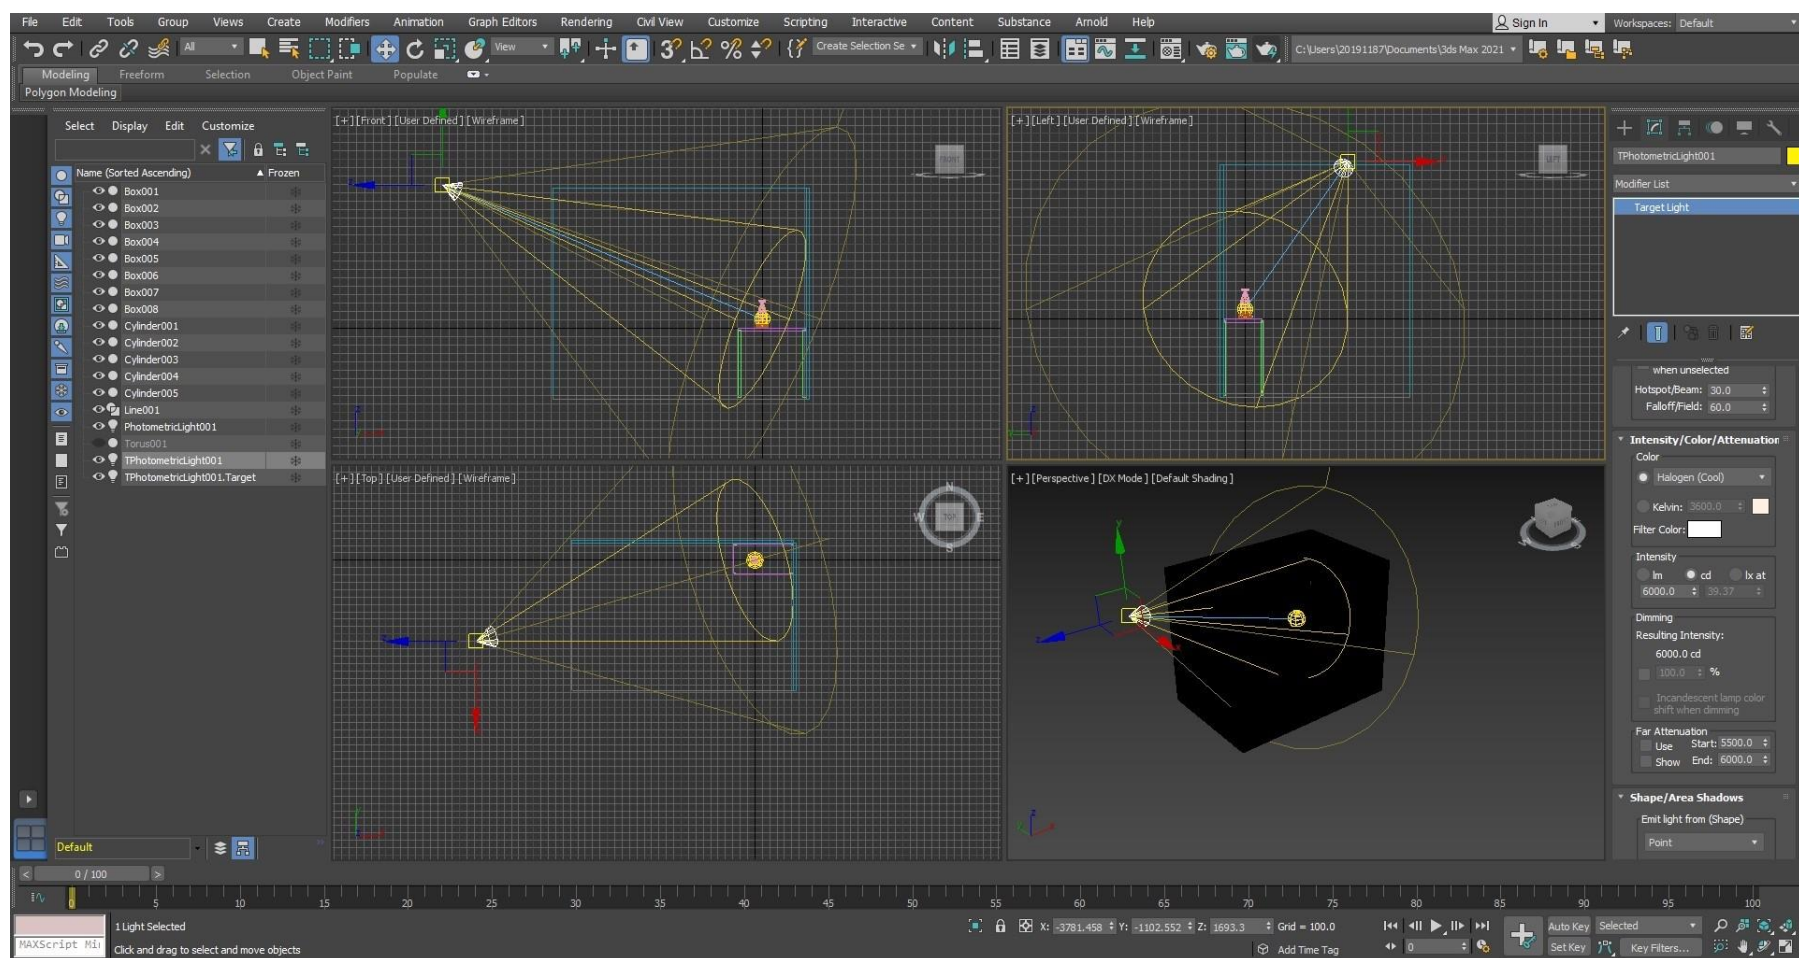 File Edit Tools Group Views Create Modifiers Animation Graph Editors Rendering Civil View Customize Scripting Interactive Content Substance Arnold Help Sign In Workspaces: Default
All View Create Selection Se C:\Users\20191187\Documents\3ds Max 2021
Modeling Freeform Selection Object Paint Populate
Polygon Modeling
Select Display Edit Customize
Name (Sorted Ascending) ▲ Frozen
Box001
Box002
Box003
Box004
Box005
Box006
Box007
Box008
Cylinder001
Cylinder002
Cylinder003
Cylinder004
Cylinder005
Line001
PhotometricLight001
Torus001
TPhotometricLight001
TPhotometricLight001.Target
Default
[+] [Front] [User Defined] [Wireframe]
FRONT
[+] [Left] [User Defined] [Wireframe]
LEFT
[+] [Top] [User Defined] [Wireframe]
N
W TOP E
S
[+] [Perspective] [DX Mode] [Default Shading]
TPhotometricLight001
Modifier List
Target Light
when unselected
Hotspot/Beam: 30.0
Falloff/Field: 60.0
Intensity/Color/Attenuation
Color
Halogen (Cool)
Kelvin: 3600.0
Filter Color:
Intensity
lm cd lx at
6000.0 39.37
Dimming
Resulting Intensity:
6000.0 cd
100.0 %
Incandescent lamp color
shift when dimming
Far Attenuation
Use Start: 5500.0
Show End: 6000.0
Shape/Area Shadows
Emit light from (Shape)
Point
< 0 / 100 >
0 5 10 15 20 25 30 35 40 45 50 55 60 65 70 75 80 85 90 95 100
1 Light Selected X: -3781.458 Y: -1102.552 Z: 1693.3 Grid = 100.0 Auto Key Selected
MAXScript Mi Click and drag to select and move objects Add Time Tag 0 Set Key Key Filters...